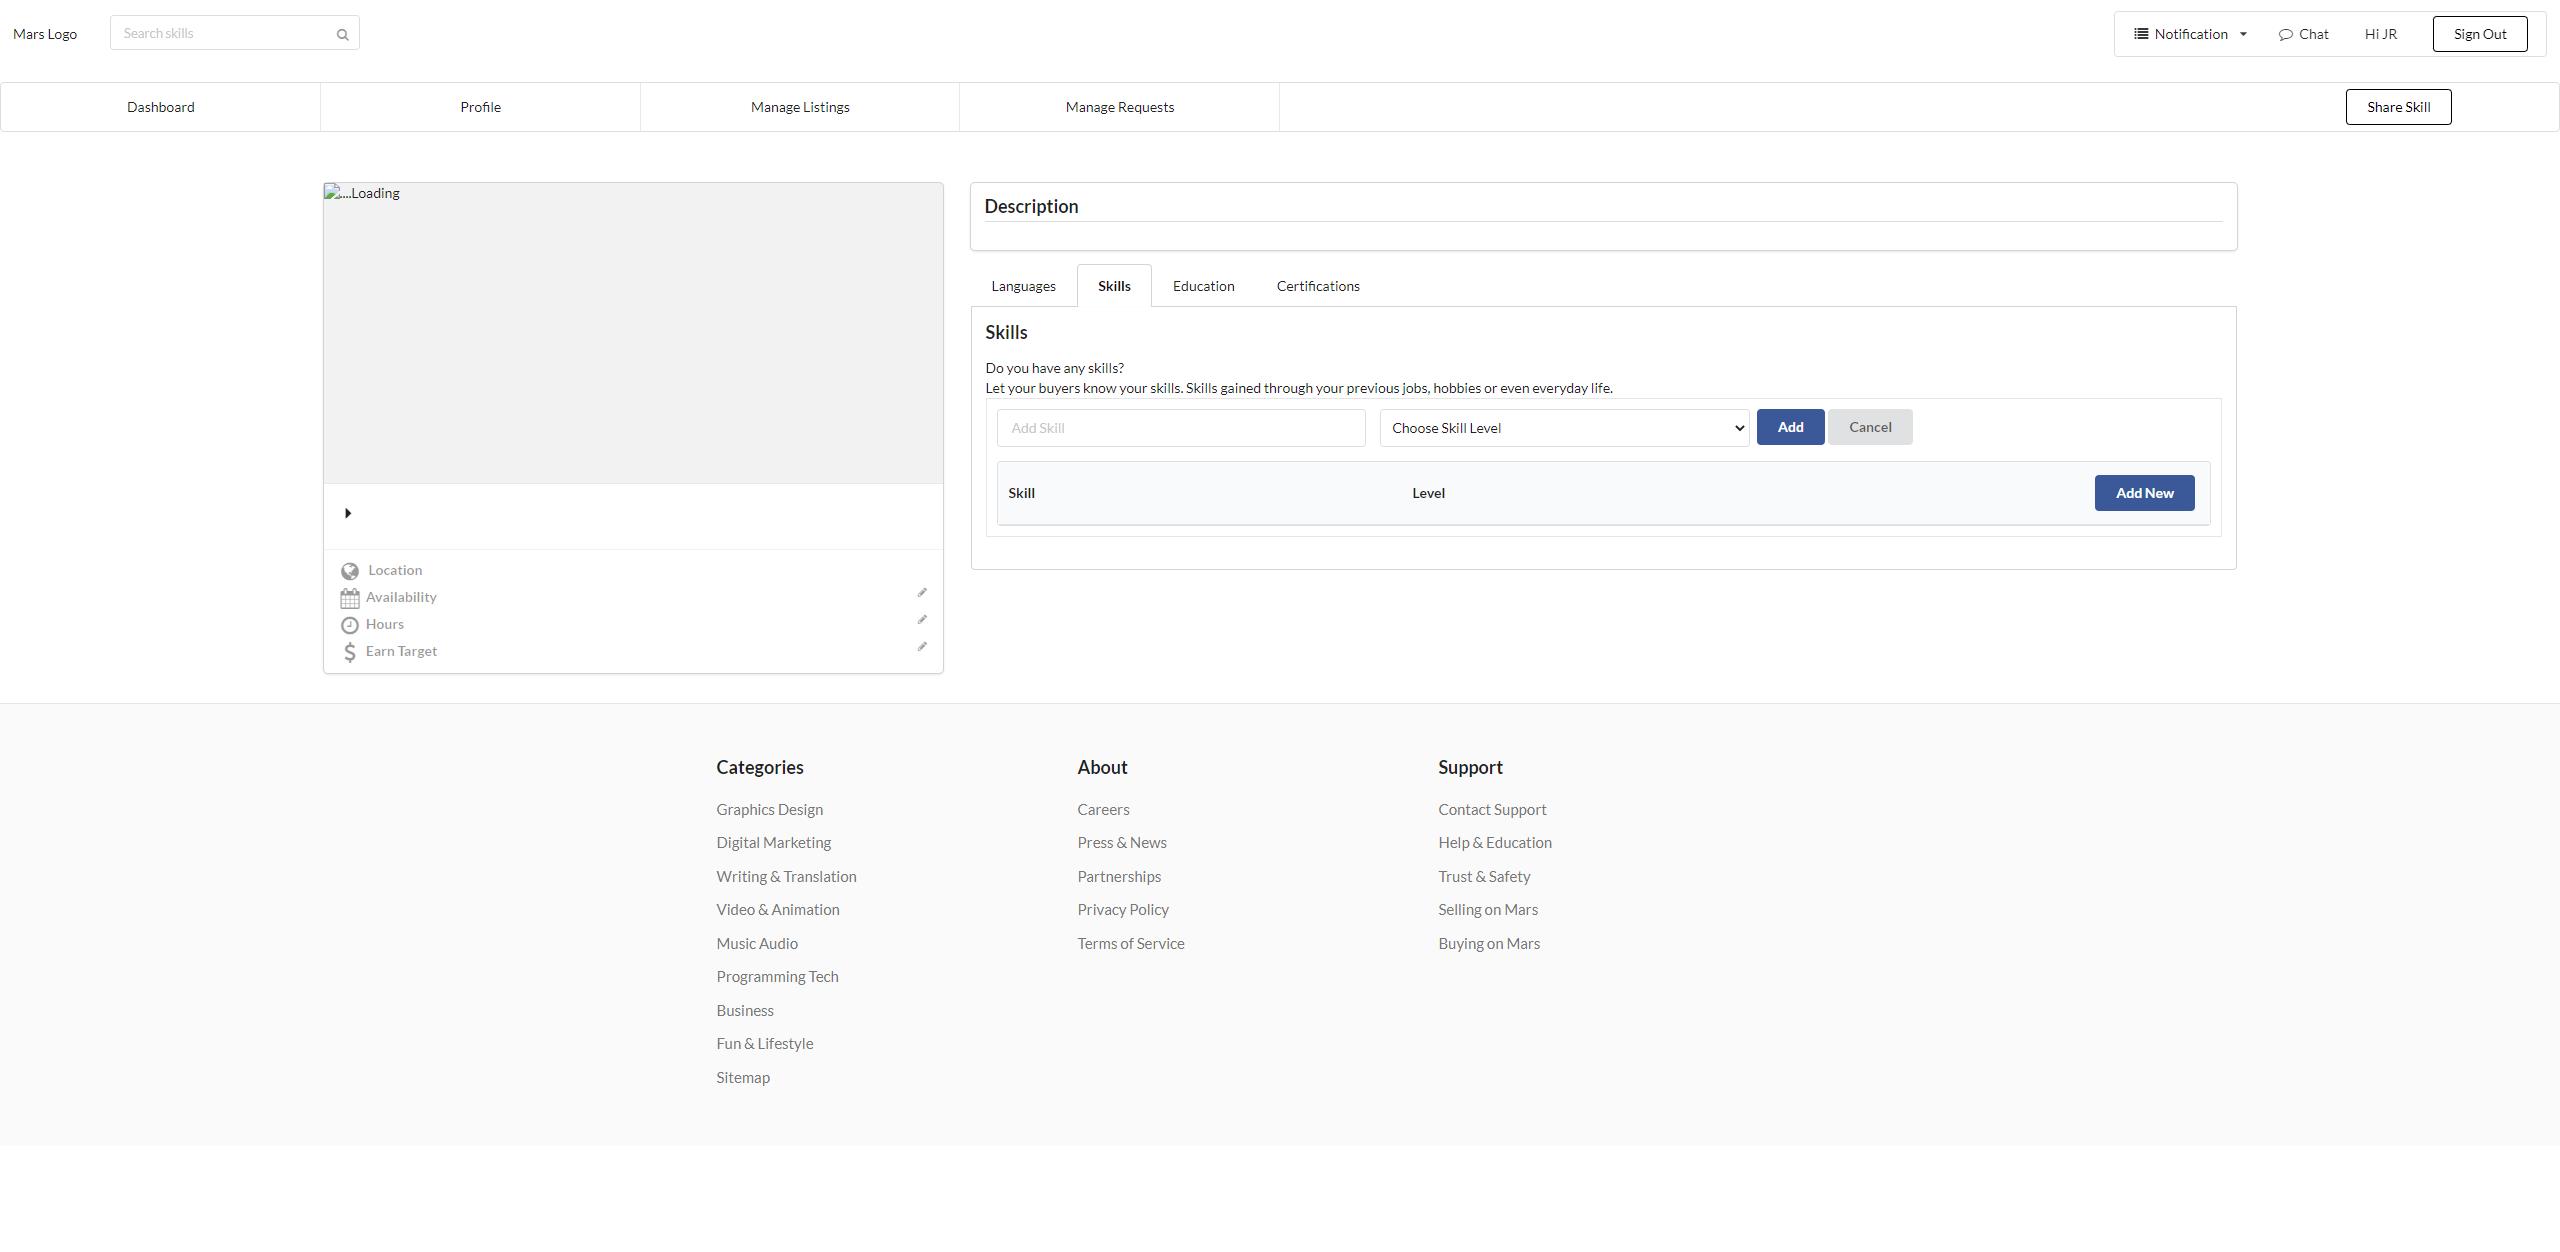 Mars Logo
Search skills
Notification
Chat
Hi JR
Sign Out
Dashboard
Profile
Manage Listings
Manage Requests
Share Skill
....Loading
Location
Availability
Hours
Earn Target
Description
Languages
Skills
Education
Certifications
Skills
Do you have any skills?
Let your buyers know your skills. Skills gained through your previous jobs, hobbies or even everyday life.
Add Skill
Choose Skill Level
Add
Cancel
Skill
Level
Add New
Categories
Graphics Design
Digital Marketing
Writing & Translation
Video & Animation
Music Audio
Programming Tech
Business
Fun & Lifestyle
Sitemap
About
Careers
Press & News
Partnerships
Privacy Policy
Terms of Service
Support
Contact Support
Help & Education
Trust & Safety
Selling on Mars
Buying on Mars